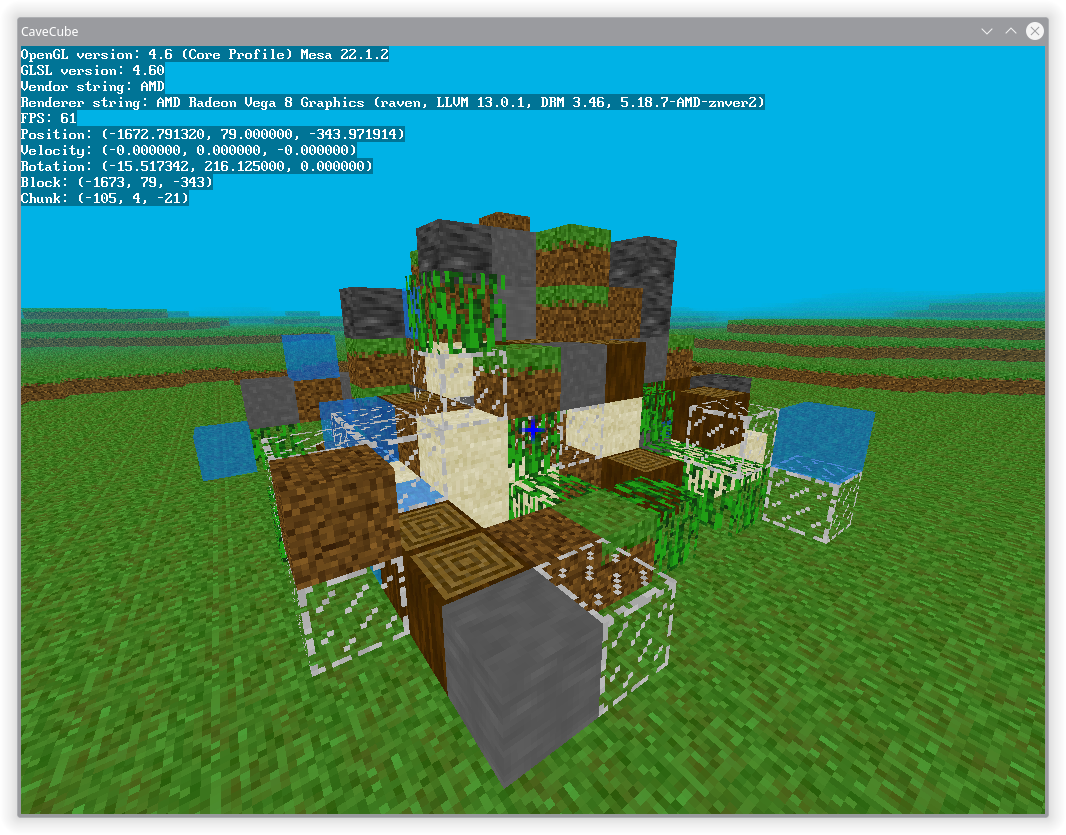 CaveCube
OpenGL version: 4.6 (Core Profile) Mesa 22.1.2
GLSL version: 4.60
Vendor string: AMD
Renderer string: AMD Radeon Vega 8 Graphics (raven, LLVM 13.0.1, DRM 3.46, 5.18.7-AMD-znver2)
FPS: 61
Position: (-1672.791320, 79.000000, -343.971914)
Velocity: (-0.000000, 0.000000, -0.000000)
Rotation: (-15.517342, 216.125000, 0.000000)
Block: (-1673, 79, -343)
Chunk: (-105, 4, -21)